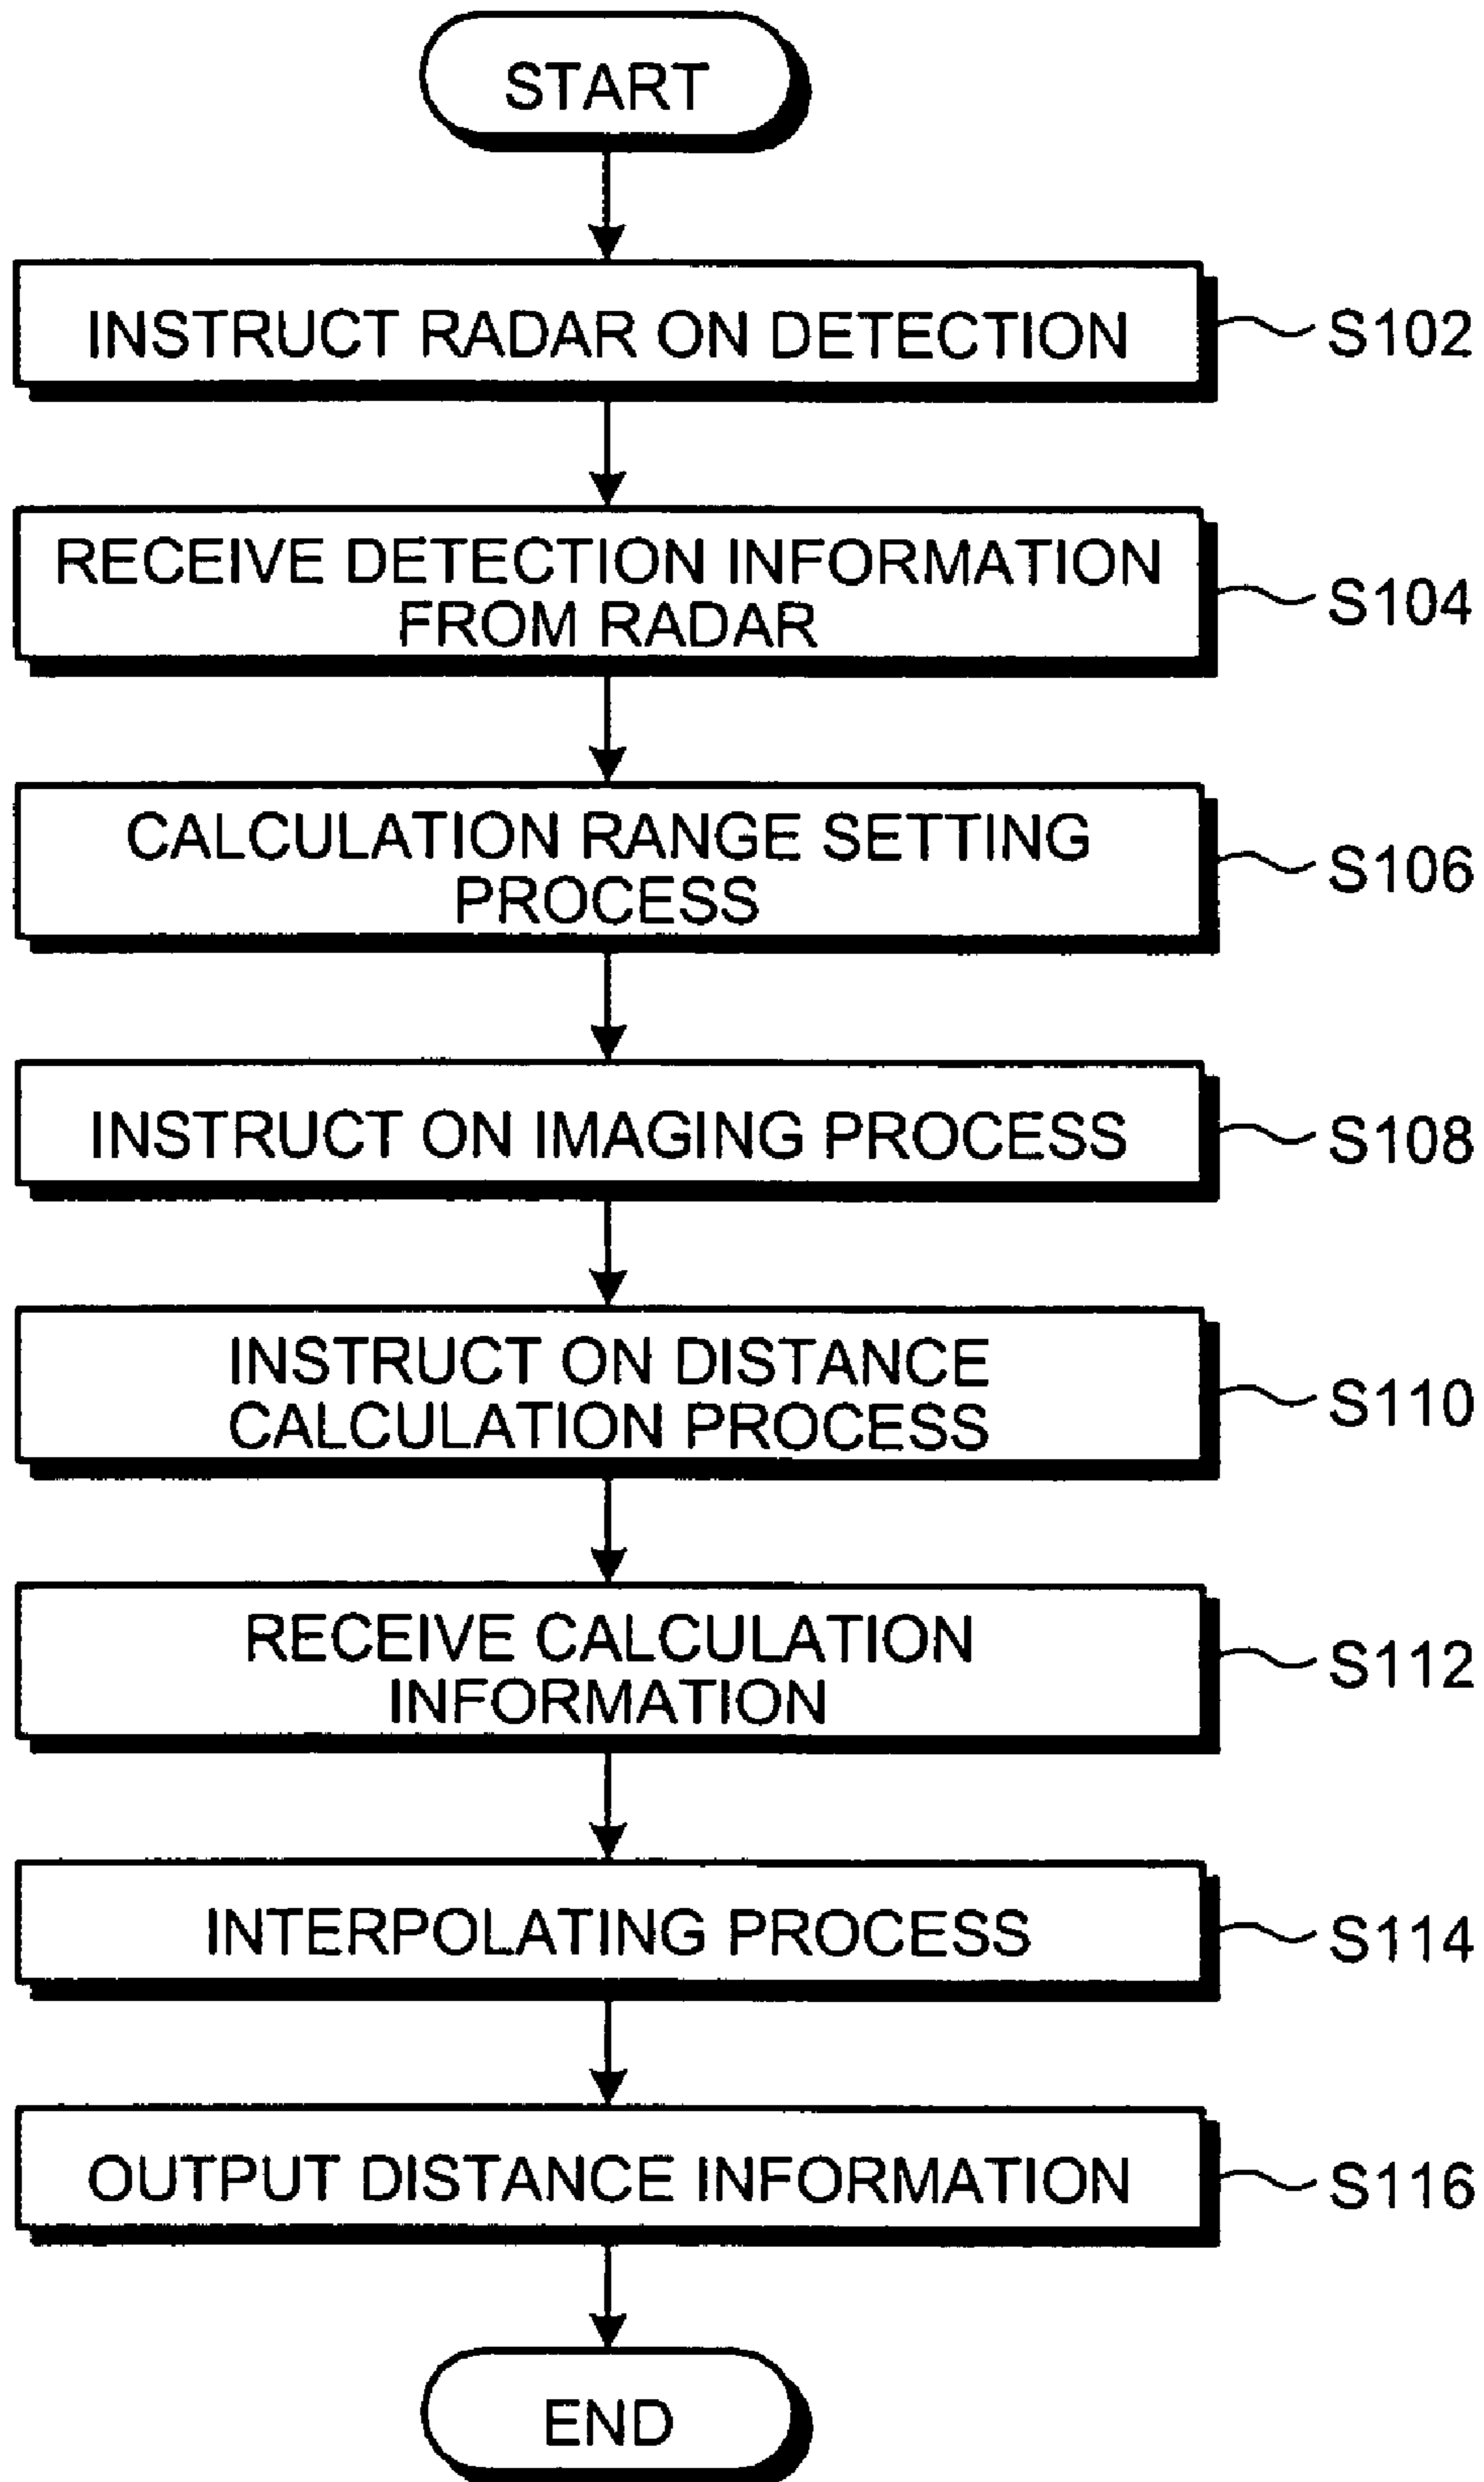 START
INSTRUCT RADAR ON DETECTION
S102
RECEIVE DETECTION INFORMATION
FROM RADAR
S104
CALCULATION RANGE SETTING
PROCESS
S106
INSTRUCT ON IMAGING PROCESS
S108
INSTRUCT ON DISTANCE
CALCULATION PROCESS
S110
RECEIVE CALCULATION
INFORMATION
S112
INTERPOLATING PROCESS
S114
OUTPUT DISTANCE INFORMATION
S116
END